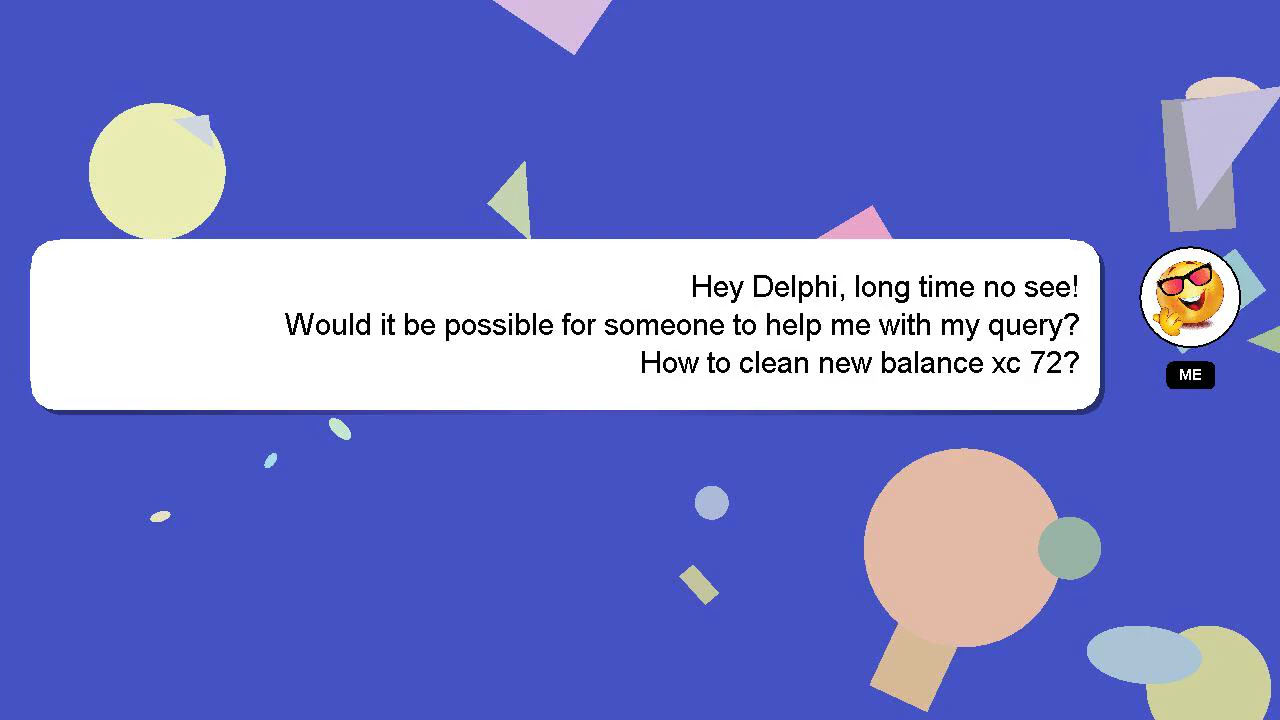 Hey Delphi, long time no see!
Would it be possible for someone to help me with my query?
How to clean new balance xc 72?
ME